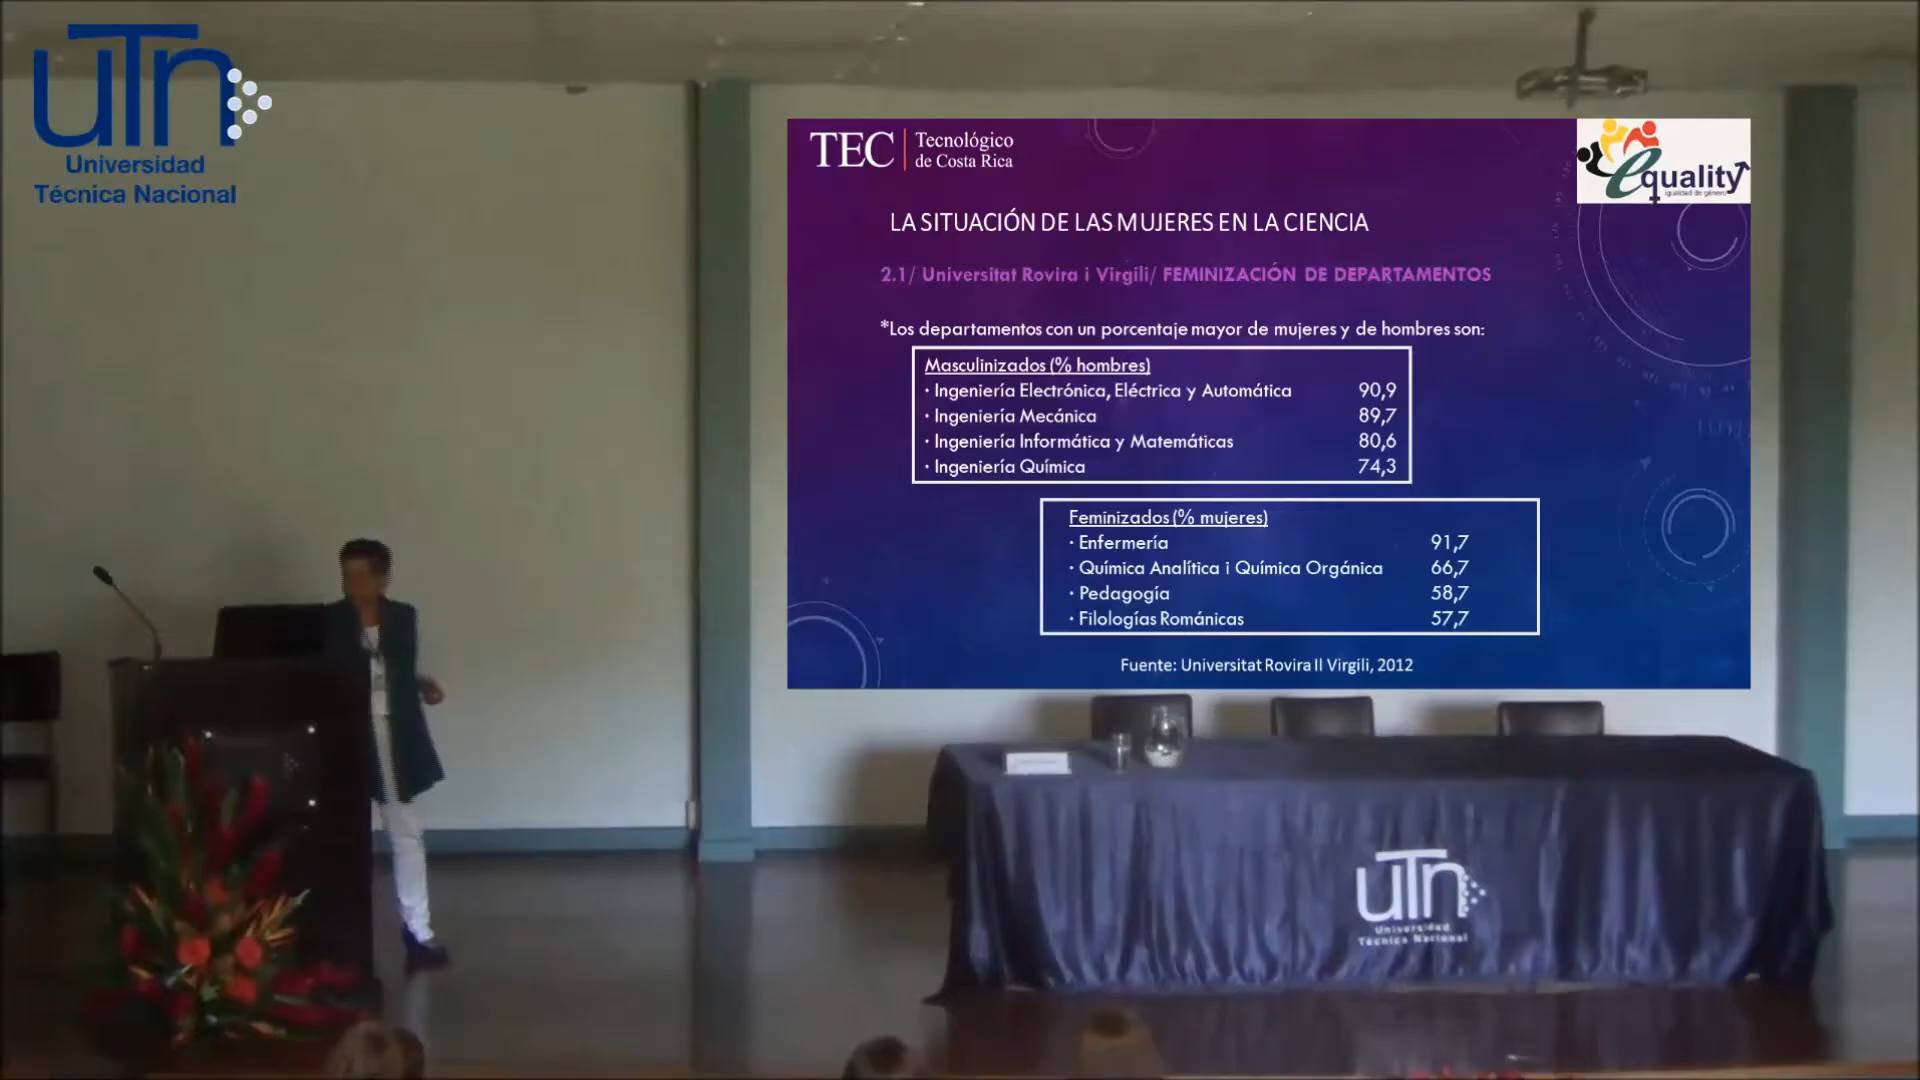 uTn
Universidad
Técnica Nacional
TEC | Tecnológico
de Costa Rica
equality
igualdad de género
LA SITUACIÓN DE LAS MUJERES EN LA CIENCIA
2.1/ Universitat Rovira i Virgili/ FEMINIZACIÓN DE DEPARTAMENTOS
*Los departamentos con un porcentaje mayor de mujeres y de hombres son:
Masculinizados (% hombres)
· Ingeniería Electrónica, Eléctrica y Automática 90,9
· Ingeniería Mecánica 89,7
· Ingeniería Informática y Matemáticas 80,6
· Ingeniería Química 74,3
Feminizados (% mujeres)
· Enfermería 91,7
· Química Analítica i Química Orgánica 66,7
· Pedagogía 58,7
· Filologías Románicas 57,7
Fuente: Universitat Rovira II Virgili, 2012
uTn
Universidad
Técnica Nacional